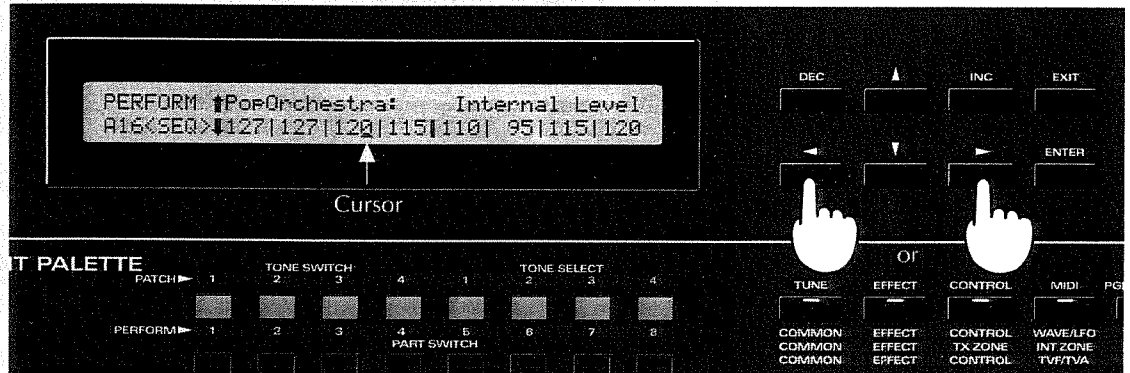 DEC ▲ INC EXIT
PERFORM ⬆PopOrchestra: Internal Level
A16<SEQ>⬇127|127|120|115|110| 95|115|120
◄ ▼ ► ENTER
Cursor
or
T PALETTE
TONE SWITCH TONE SELECT
PATCH► 1 2 3 4 1 2 3 4
TUNE EFFECT CONTROL MIDI
PERFORM► 1 2 3 4 5 6 7 8
PART SWITCH
COMMON EFFECT CONTROL WAVE/LFO
COMMON EFFECT TX ZONE INT ZONE
COMMON EFFECT CONTROL TVF/TVA